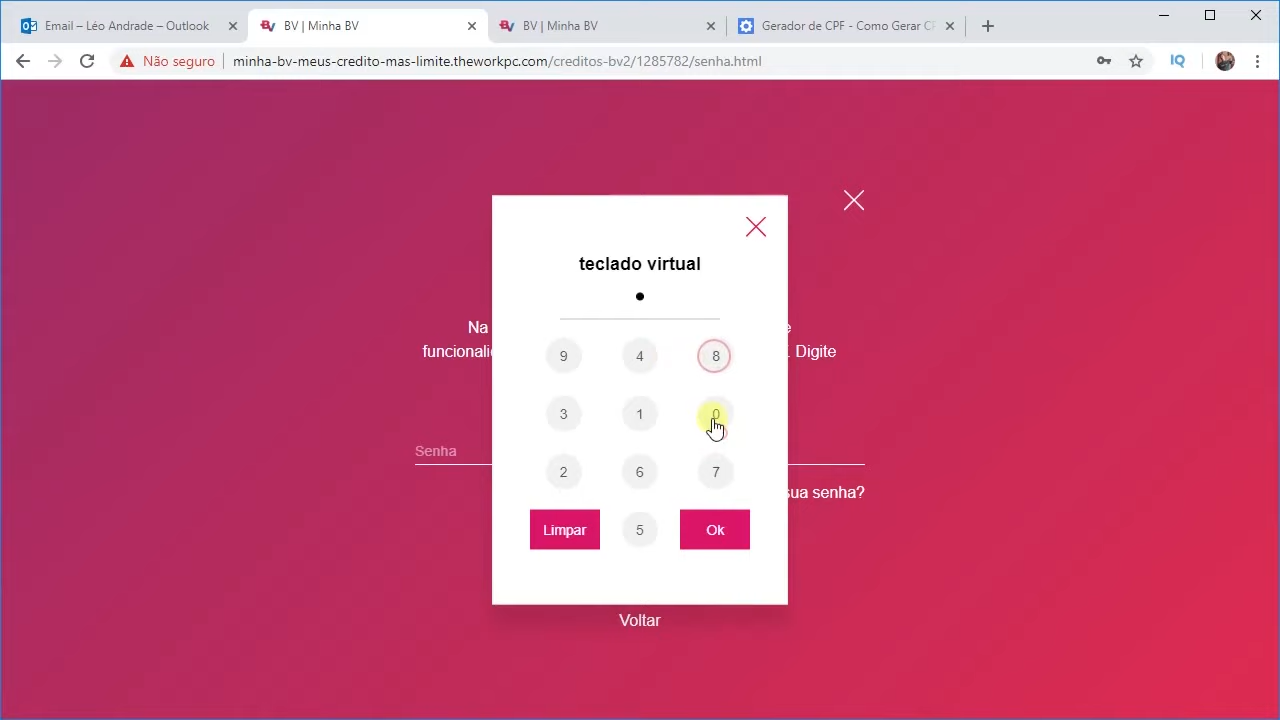 Email – Léo Andrade – Outlook
BV | Minha BV
BV | Minha BV
Gerador de CPF - Como Gerar CP
Não seguro
minha-bv-meus-credito-mas-limite.theworkpc.com/creditos-bv2/1285782/senha.html
IQ
teclado virtual
Na
funcionali
Digite
9 4 8
3 1 0
Senha
2 6 7
sua senha?
Limpar 5 Ok
Voltar